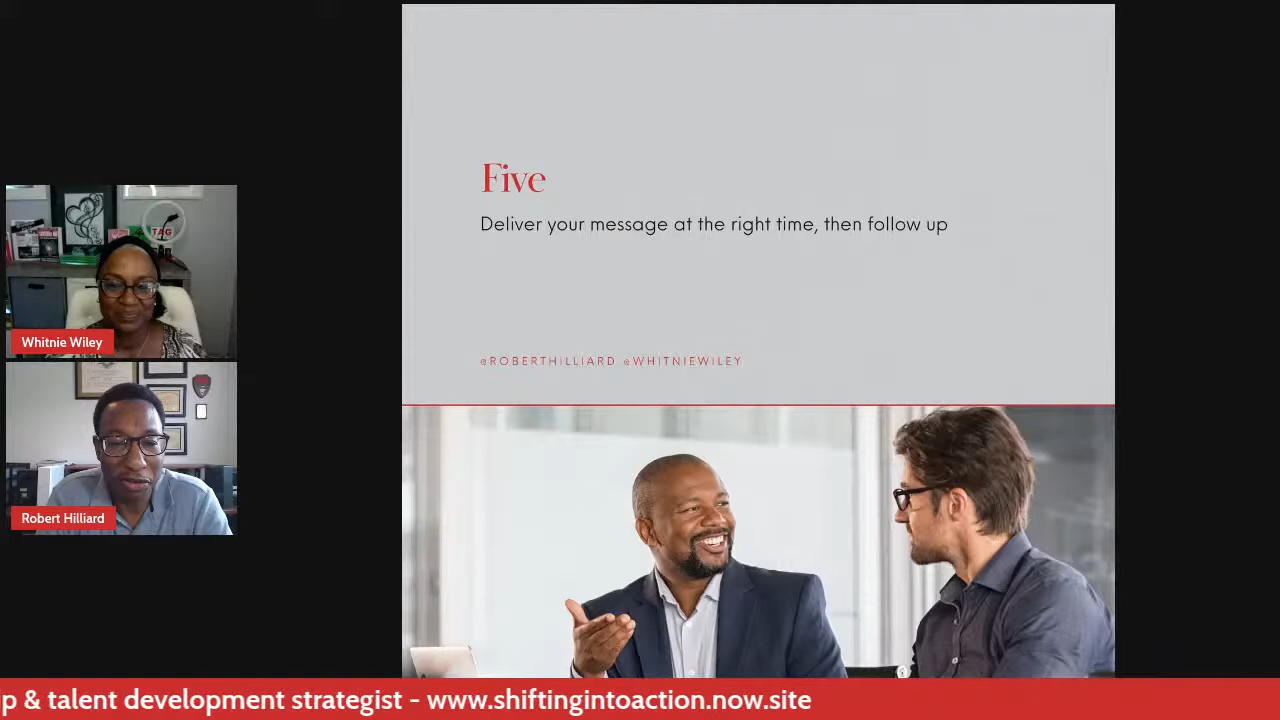 Five
Deliver your message at the right time, then follow up
@ROBERTHILLIARD @WHITNIEWILEY
TAG
Whitnie Wiley
Robert Hilliard
p & talent development strategist - www.shiftingintoaction.now.site